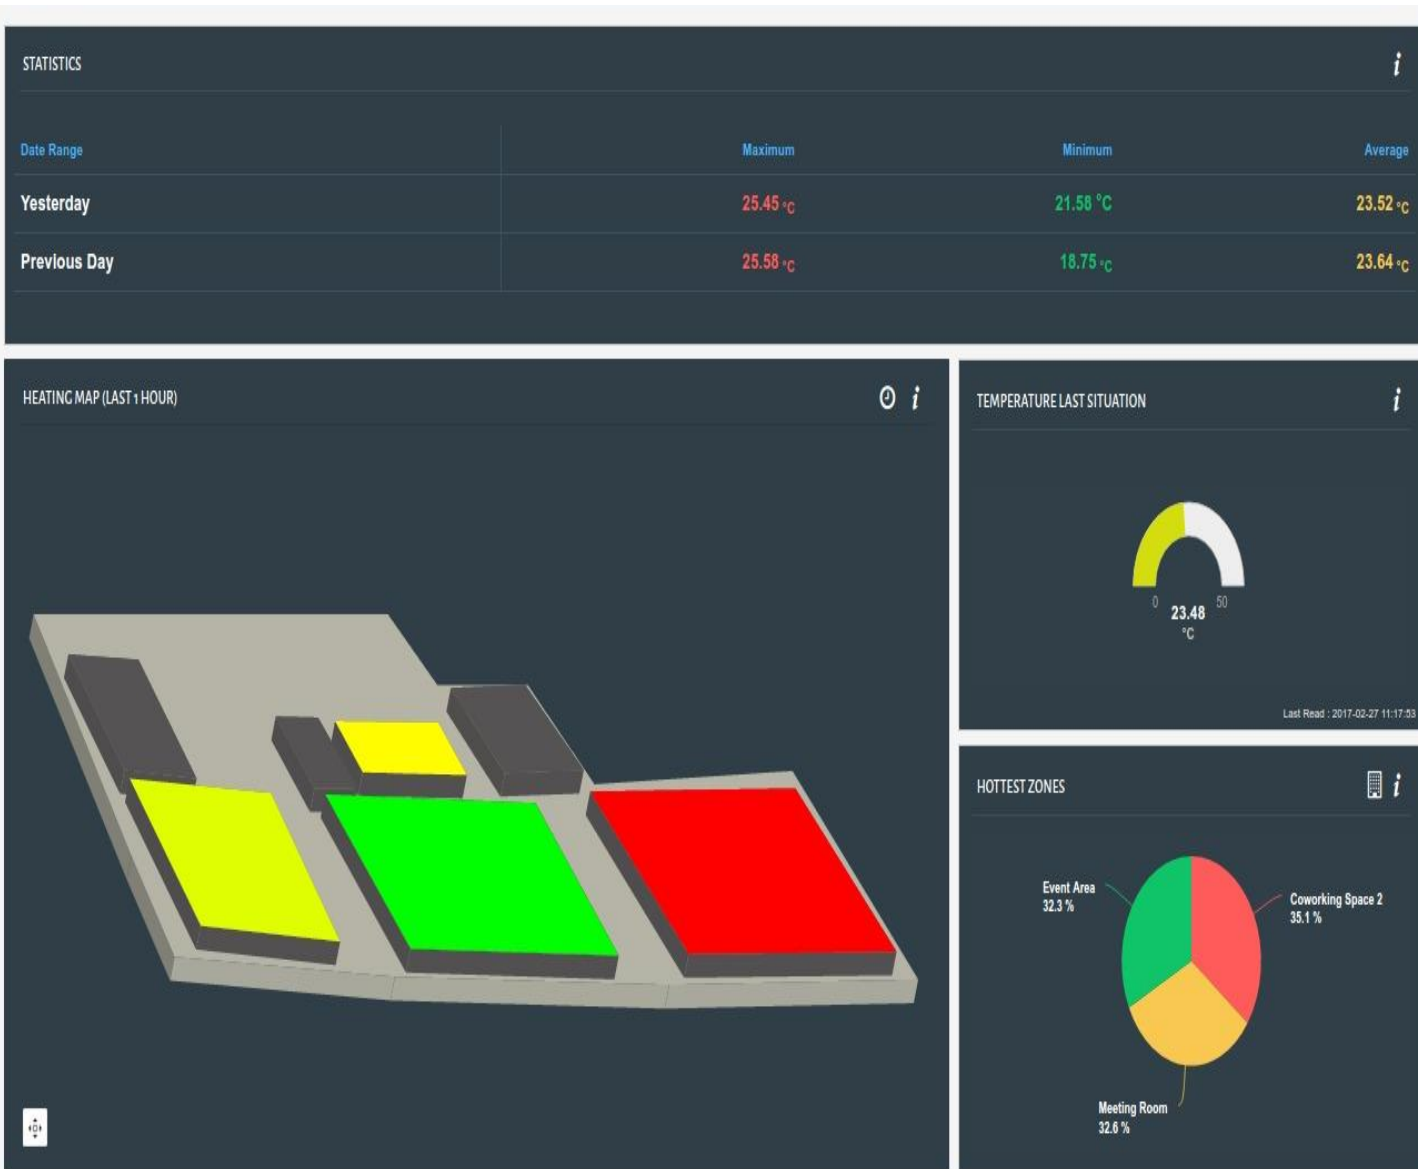 STATISTICS
i
Date Range Maximum Minimum Average
Yesterday 25.45 °C 21.58 °C 23.52 °C
Previous Day 25.58 °C 18.75 °C 23.64 °C
HEATING MAP (LAST 1 HOUR)
i
TEMPERATURE LAST SITUATION
i
0 50
23.48
°C
Last Read : 2017-02-27 11:17:53
HOTTEST ZONES
i
Event Area
32.3 %
Coworking Space 2
35.1 %
Meeting Room
32.6 %